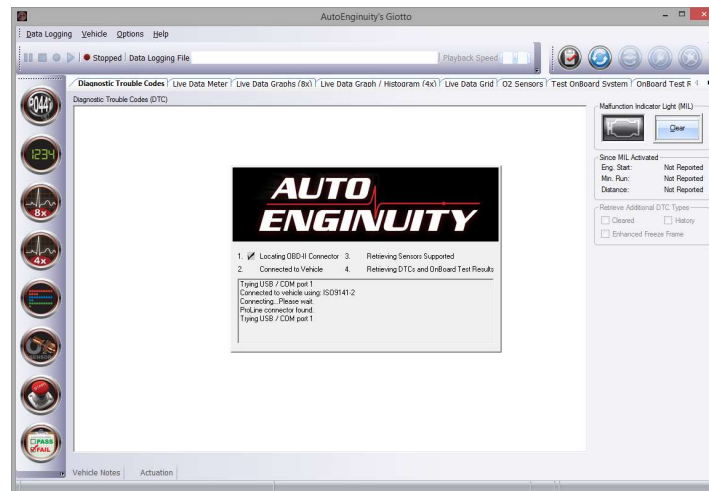 AutoEnginuity's Giotto
Data Logging Vehicle Options Help
Stopped Data Logging File Playback Speed
Diagnostic Trouble Codes Live Data Meter Live Data Graphs (8x) Live Data Graph / Histogram (4x) Live Data Grid O2 Sensors Test OnBoard System OnBoard Test R
Diagnostic Trouble Codes (DTC)
Malfunction Indicator Light (MIL)
Clear
Since MIL Activated
Eng. Start: Not Reported
Min. Run: Not Reported
Distance: Not Reported
Retrieve Additional DTC Types
Cleared History
Enhanced Freeze Frame
P044
1234
8x
4x
O2
SENSOR
PASS
FAIL
AUTO
ENGINUITY
1. Locating OBD-II Connector 3. Retrieving Sensors Supported
2. Connected to Vehicle 4. Retrieving DTCs and OnBoard Test Results
Trying USB / COM port 1
Connected to vehicle using: ISO9141-2
Connecting...Please wait.
ProLine connector found.
Trying USB / COM port 1
Vehicle Notes Actuation